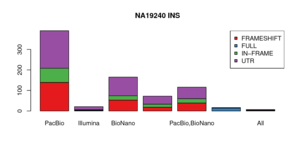 NA19240 INS
FRAMESHIFT
FULL
IN-FRAME
UTR
300
200
100
0
PacBio Illumina BioNano PacBio,BioNano All